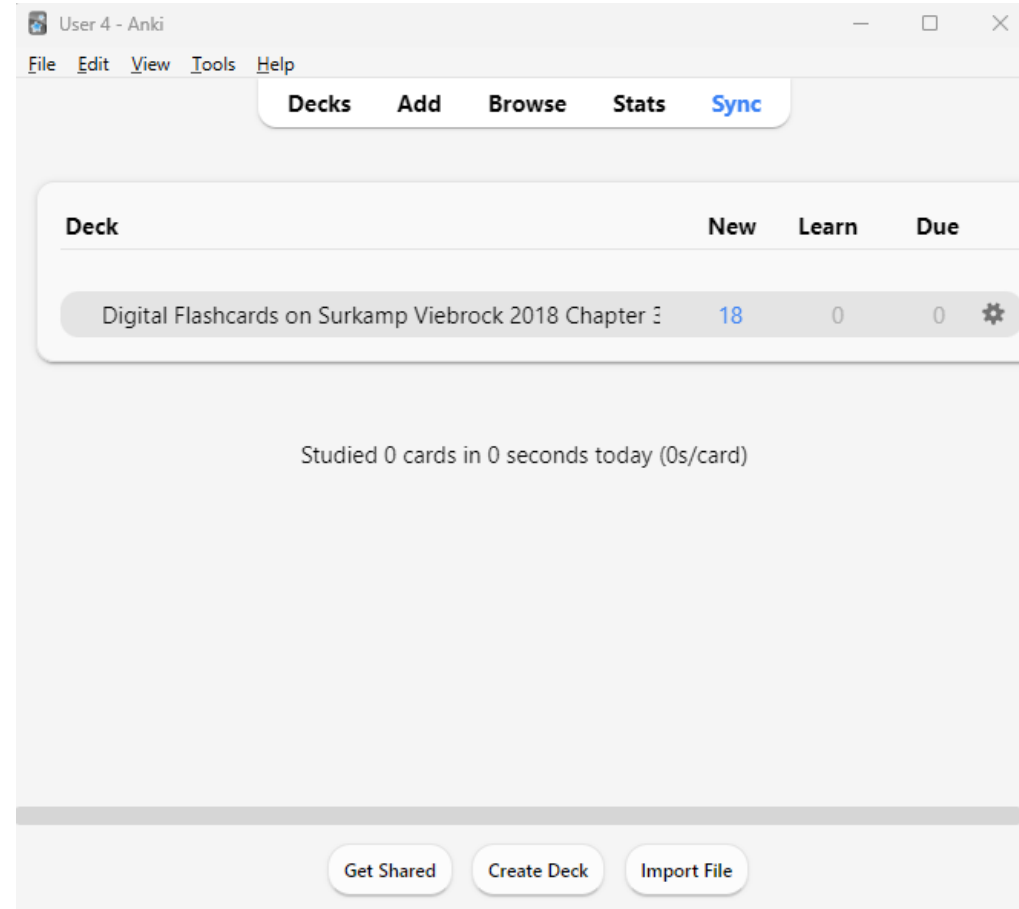 User 4 - Anki
File Edit View Tools Help
Decks Add Browse Stats Sync
Deck New Learn Due
Digital Flashcards on Surkamp Viebrock 2018 Chapter 18 0 0
Studied 0 cards in 0 seconds today (0s/card)
Get Shared Create Deck Import File